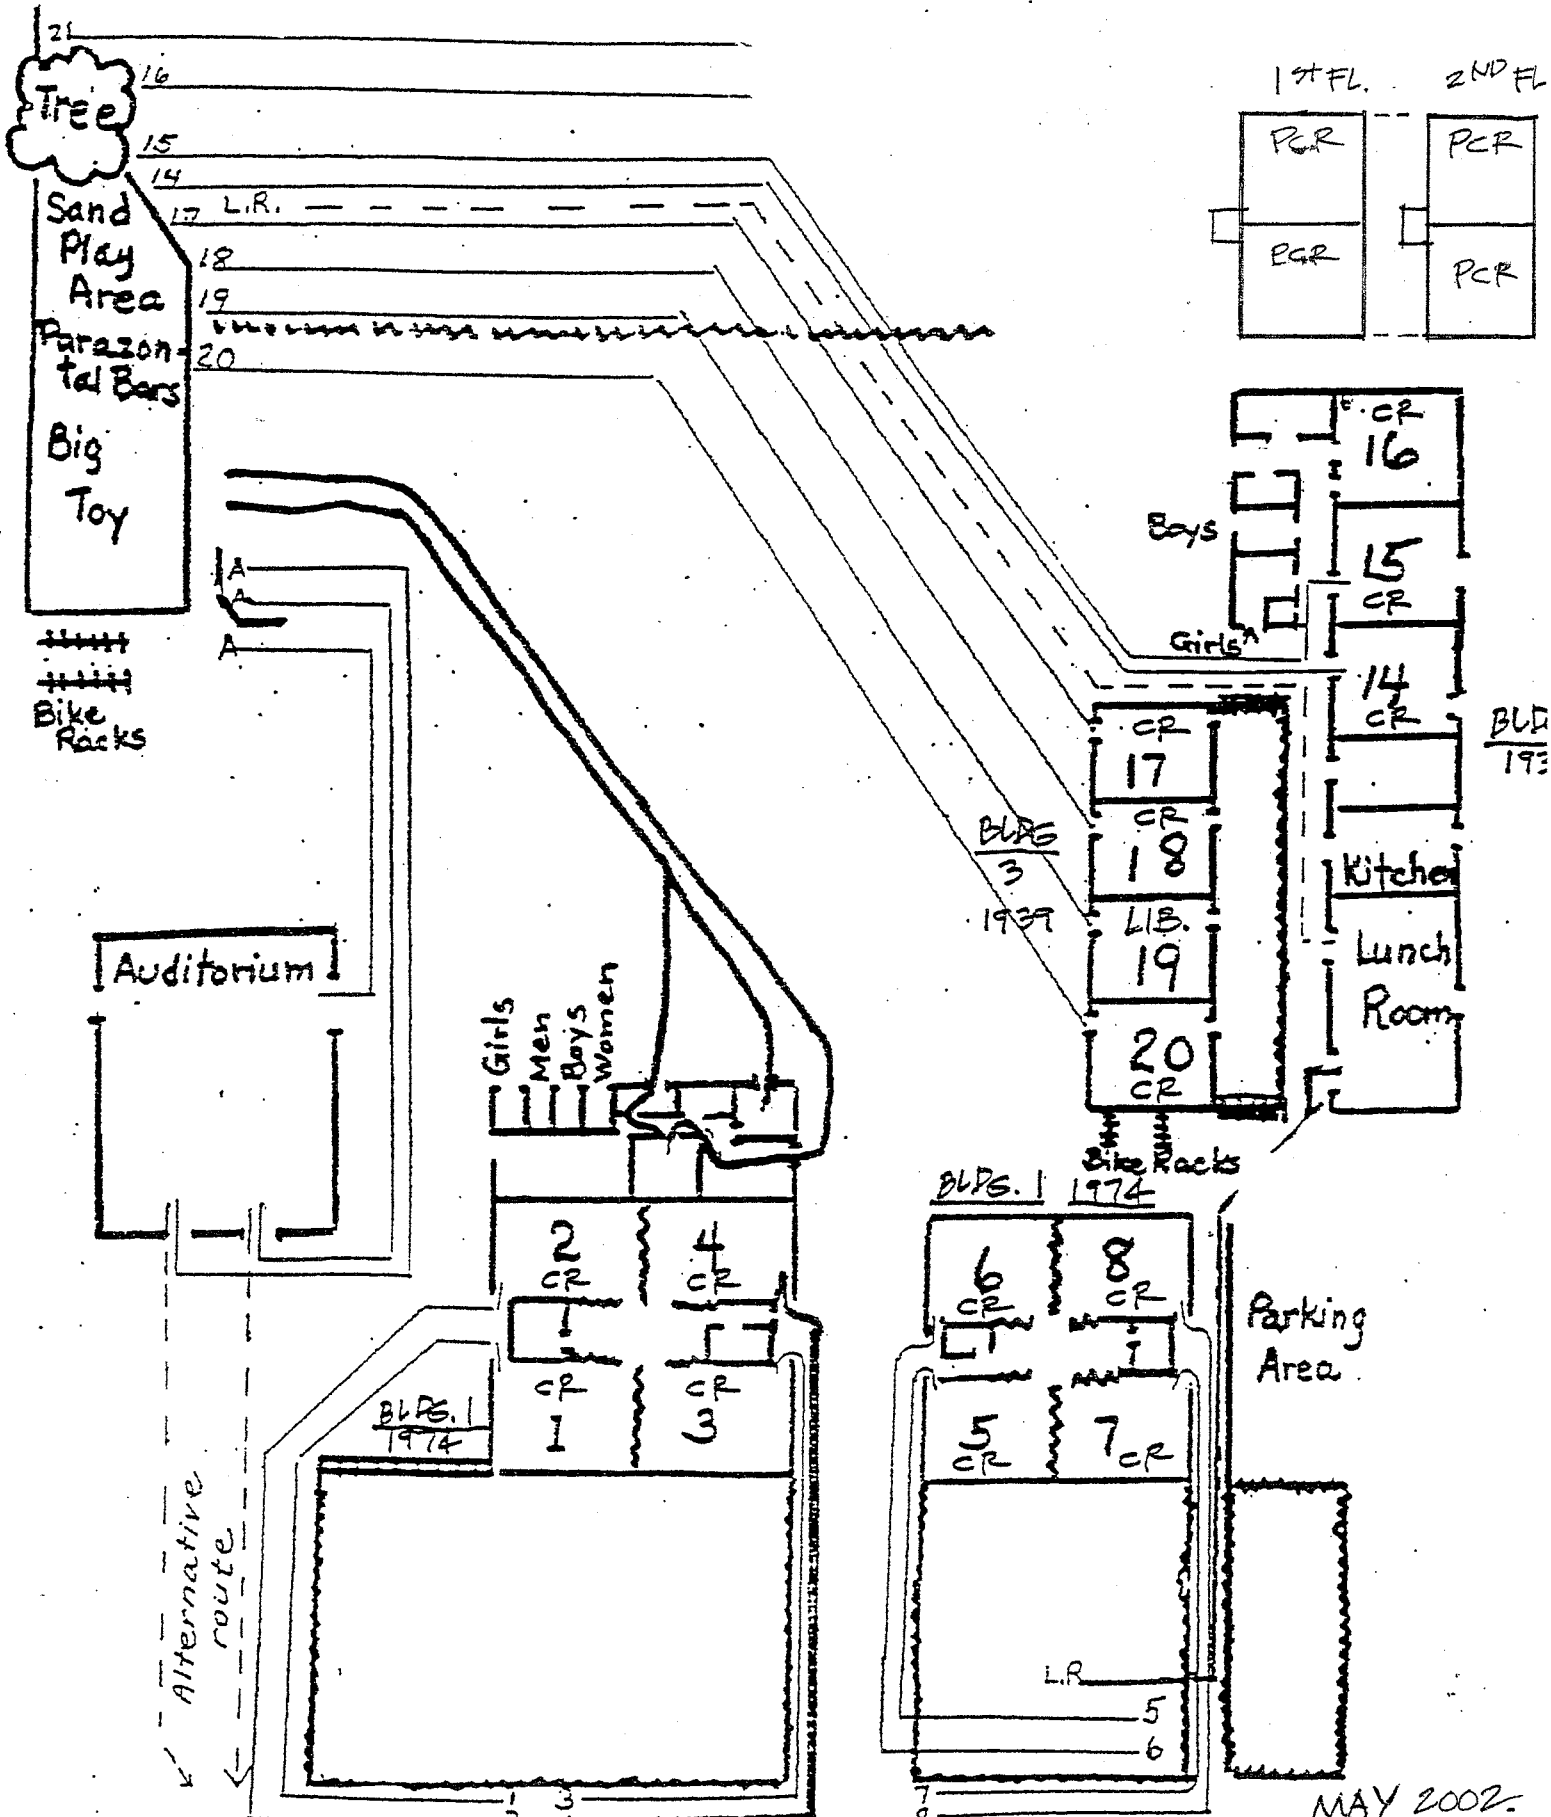 21
16
Tree
15
14
L.R.
17
18
19
20
Sand
Play
Area
Parazon-
tal Bars
Big
Toy
A
A
A
Bike
Racks
1ST FL.
2ND FL
PCR
PCR
PCR
PCR
CR
16
Boys
15
CR
Girls
14
CR
CR
17
CR
18
BLDG
3
1939
LIB.
19
20
CR
Kitche
Lunch
Room
BLD
193
Bike Racks
Auditorium
Girls
Men
Boys
Women
2
CR
4
CR
CR
1
CR
3
BLDG. 1
1974
BLDG. 1 1974
6
CR
8
CR
5
CR
7
CR
Parking
Area
Alternative
route
L.R
5
6
7
MAY 2002